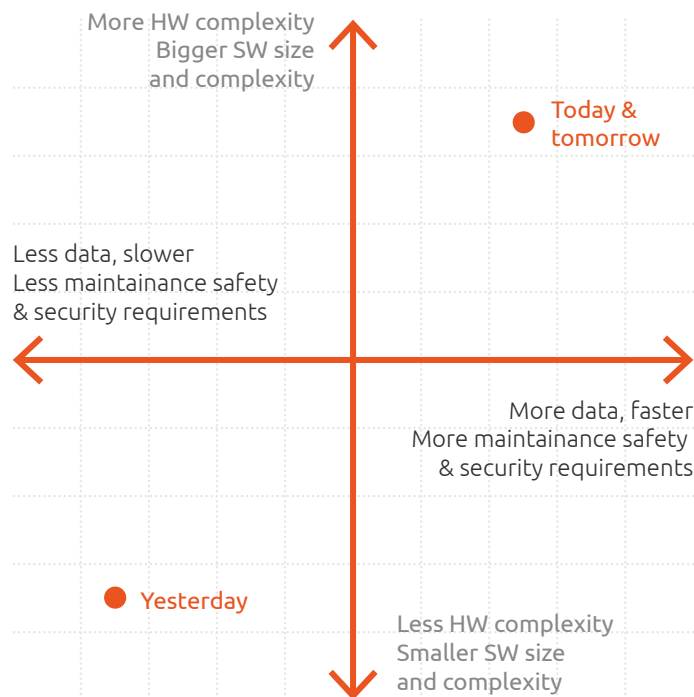 More HW complexity
Bigger SW size
and complexity
Today &
tomorrow
Less data, slower
Less maintainance safety
& security requirements
More data, faster
More maintainance safety
& security requirements
Yesterday
Less HW complexity
Smaller SW size
and complexity